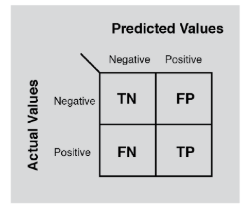 Predicted Values
Negative Positive
Actual Values
Negative TN FP
Positive FN TP